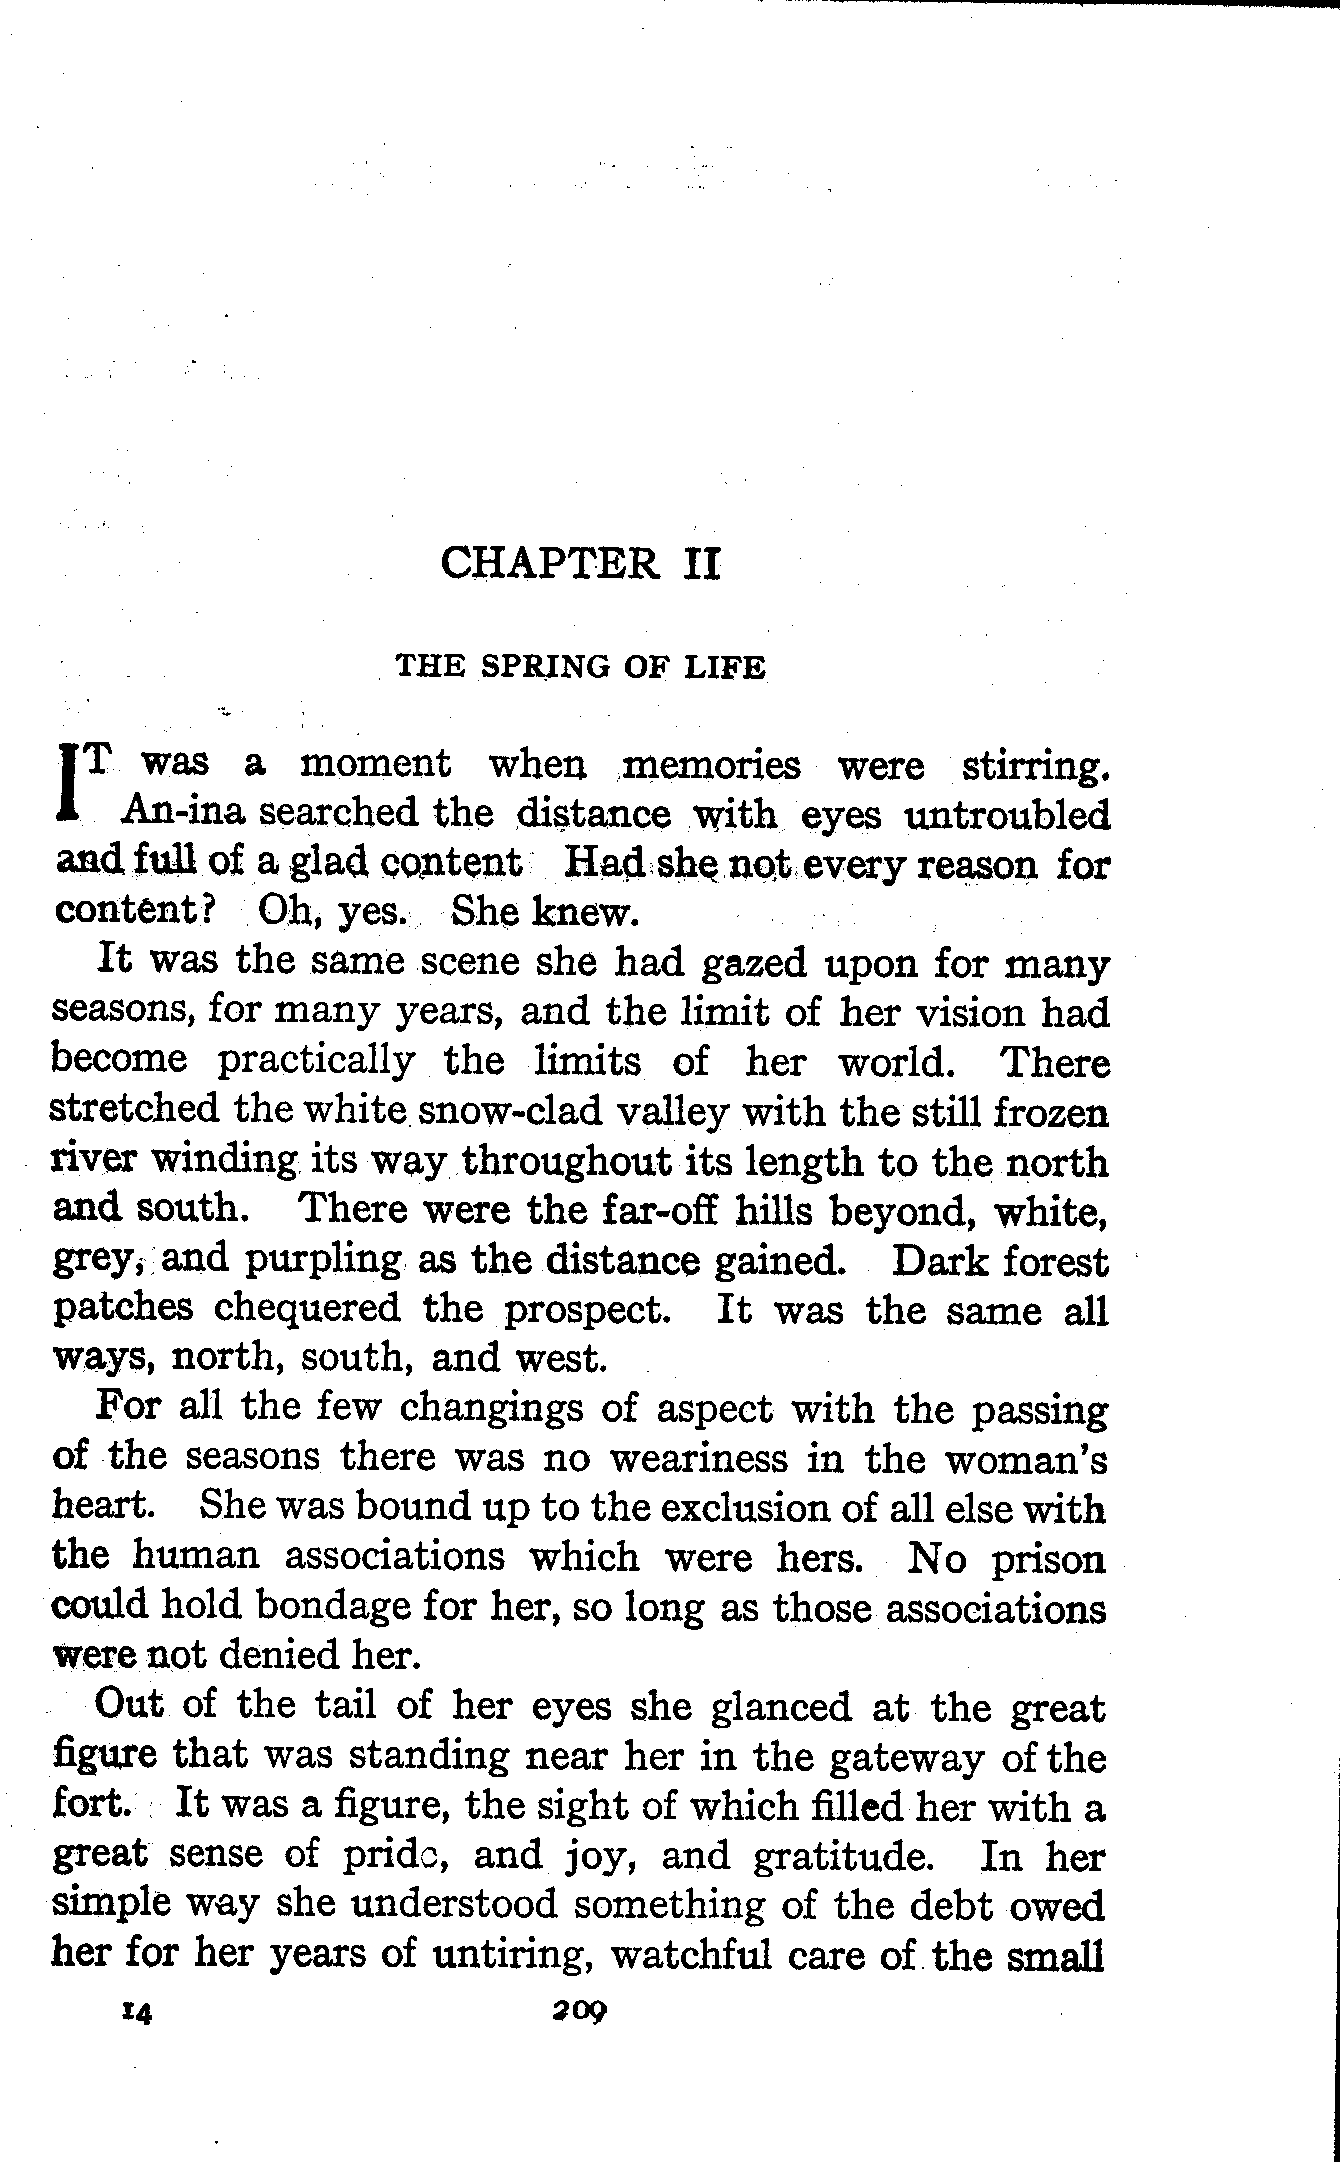 CHAPTER II
THE SPRING OF LIFE
IT was a moment when memories were stirring.
An-ina searched the distance with eyes untroubled
and full of a glad content Had she not every reason for
content? Oh, yes. She knew.
It was the same scene she had gazed upon for many
seasons, for many years, and the limit of her vision had
become practically the limits of her world. There
stretched the white snow-clad valley with the still frozen
river winding its way throughout its length to the north
and south. There were the far-off hills beyond, white,
grey, and purpling as the distance gained. Dark forest
patches chequered the prospect. It was the same all
ways, north, south, and west.
For all the few changings of aspect with the passing
of the seasons there was no weariness in the woman's
heart. She was bound up to the exclusion of all else with
the human associations which were hers. No prison
could hold bondage for her, so long as those associations
were not denied her.
Out of the tail of her eyes she glanced at the great
figure that was standing near her in the gateway of the
fort. It was a figure, the sight of which filled her with a
great sense of pride, and joy, and gratitude. In her
simple way she understood something of the debt owed
her for her years of untiring, watchful care of the small
14 209